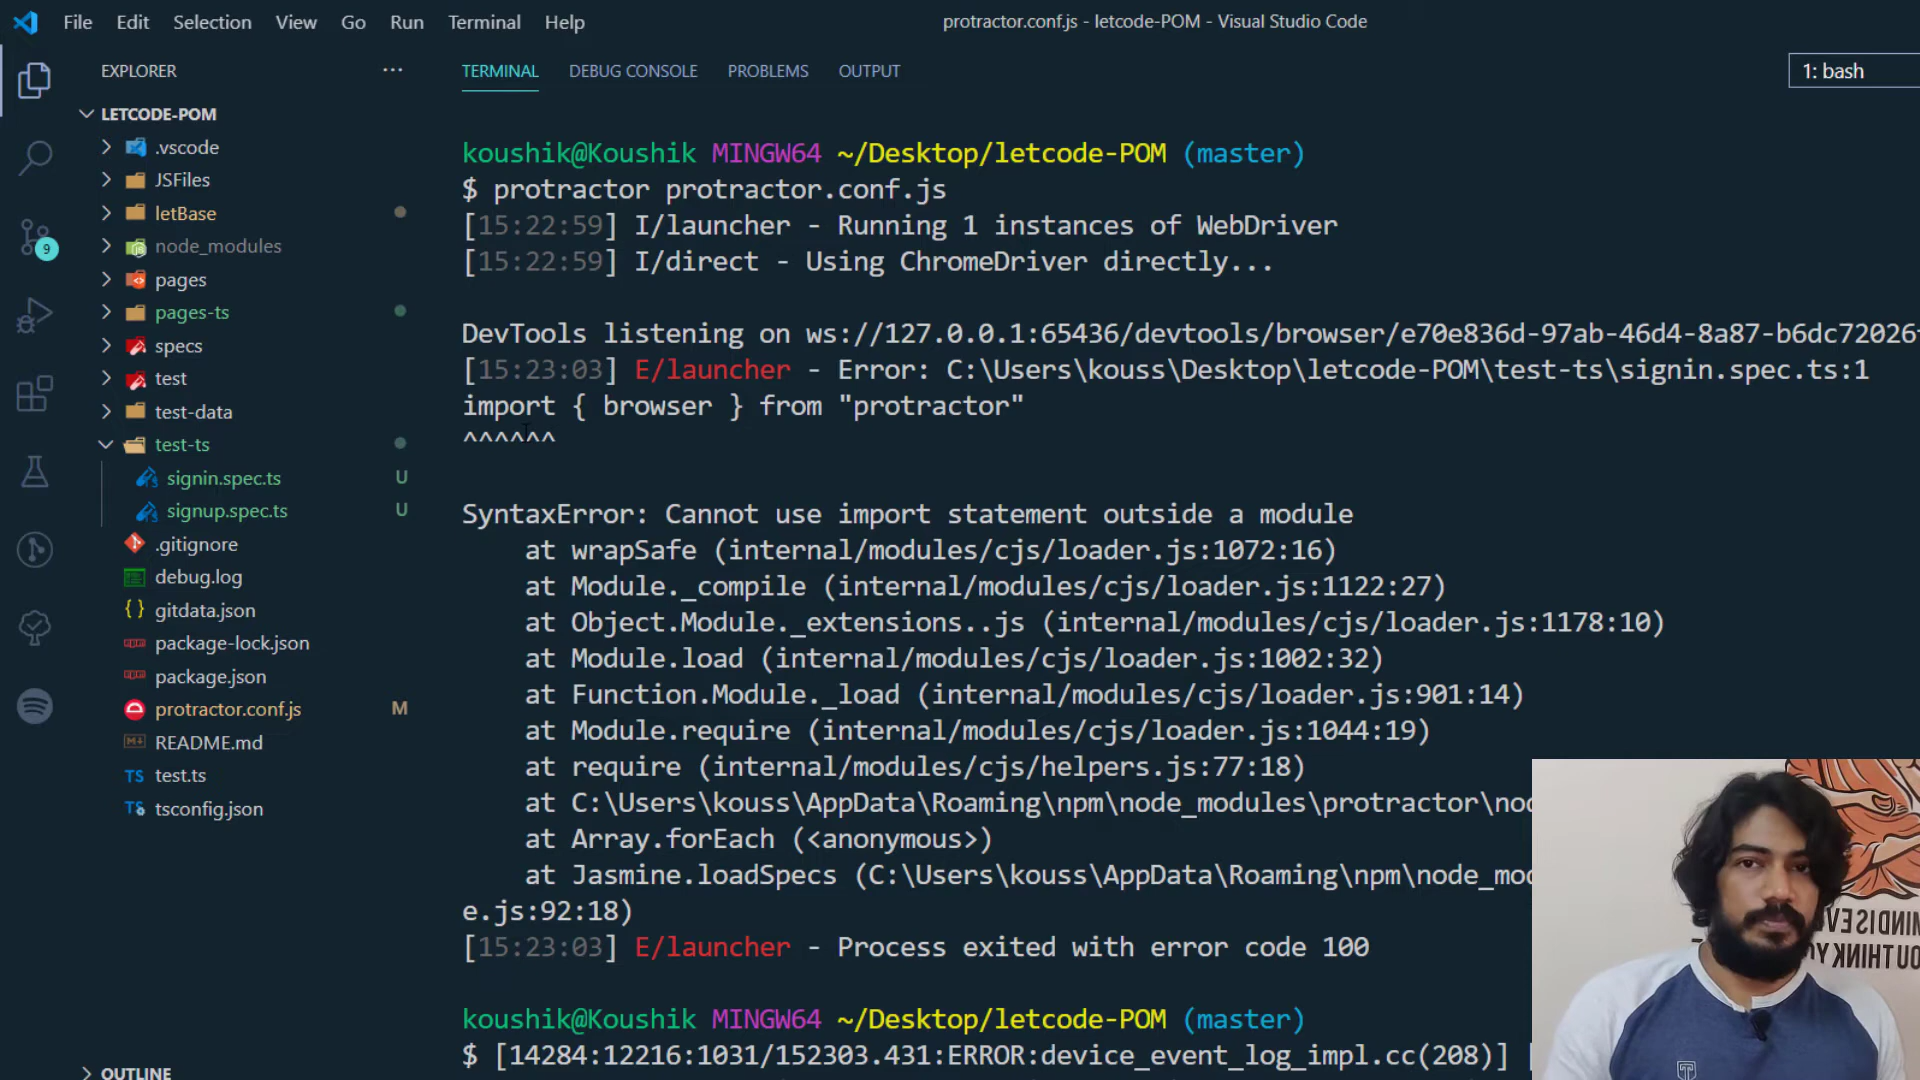 File Edit Selection View Go Run Terminal Help
protractor.conf.js - letcode-POM - Visual Studio Code
EXPLORER
LETCODE-POM
.vscode
JSFiles
letBase
node_modules
pages
pages-ts
specs
test
test-data
test-ts
signin.spec.ts U
signup.spec.ts U
.gitignore
debug.log
gitdata.json
package-lock.json
package.json
protractor.conf.js M
README.md
TS test.ts
TS tsconfig.json
OUTLINE
9
TERMINAL DEBUG CONSOLE PROBLEMS OUTPUT
1: bash
koushik@Koushik MINGW64 ~/Desktop/letcode-POM (master)
$ protractor protractor.conf.js
[15:22:59] I/launcher - Running 1 instances of WebDriver
[15:22:59] I/direct - Using ChromeDriver directly...
DevTools listening on ws://127.0.0.1:65436/devtools/browser/e70e836d-97ab-46d4-8a87-b6dc72026
[15:23:03] E/launcher - Error: C:\Users\kouss\Desktop\letcode-POM\test-ts\signin.spec.ts:1
import { browser } from "protractor"
^^^^^^
SyntaxError: Cannot use import statement outside a module
at wrapSafe (internal/modules/cjs/loader.js:1072:16)
at Module._compile (internal/modules/cjs/loader.js:1122:27)
at Object.Module._extensions..js (internal/modules/cjs/loader.js:1178:10)
at Module.load (internal/modules/cjs/loader.js:1002:32)
at Function.Module._load (internal/modules/cjs/loader.js:901:14)
at Module.require (internal/modules/cjs/loader.js:1044:19)
at require (internal/modules/cjs/helpers.js:77:18)
at C:\Users\kouss\AppData\Roaming\npm\node_modules\protractor\no
at Array.forEach (<anonymous>)
at Jasmine.loadSpecs (C:\Users\kouss\AppData\Roaming\npm\node_mo
e.js:92:18)
[15:23:03] E/launcher - Process exited with error code 100
koushik@Koushik MINGW64 ~/Desktop/letcode-POM (master)
$ [14284:12216:1031/152303.431:ERROR:device_event_log_impl.cc(208)] [